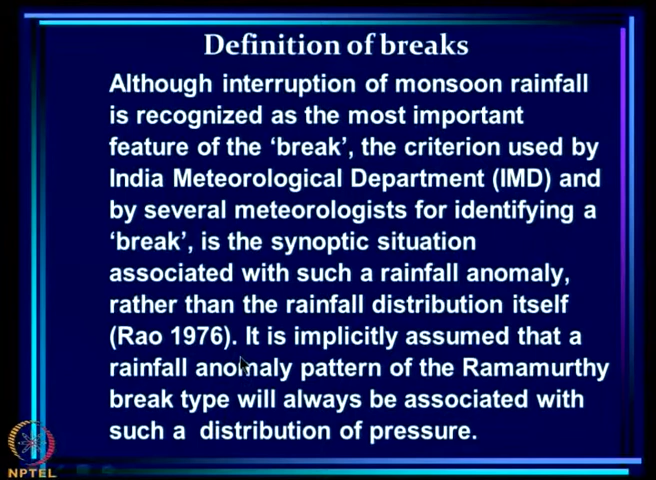 Definition of breaks
Although interruption of monsoon rainfall
is recognized as the most important
feature of the ‘break’, the criterion used by
India Meteorological Department (IMD) and
by several meteorologists for identifying a
‘break’, is the synoptic situation
associated with such a rainfall anomaly,
rather than the rainfall distribution itself
(Rao 1976). It is implicitly assumed that a
rainfall anomaly pattern of the Ramamurthy
break type will always be associated with
such a distribution of pressure.
NPTEL